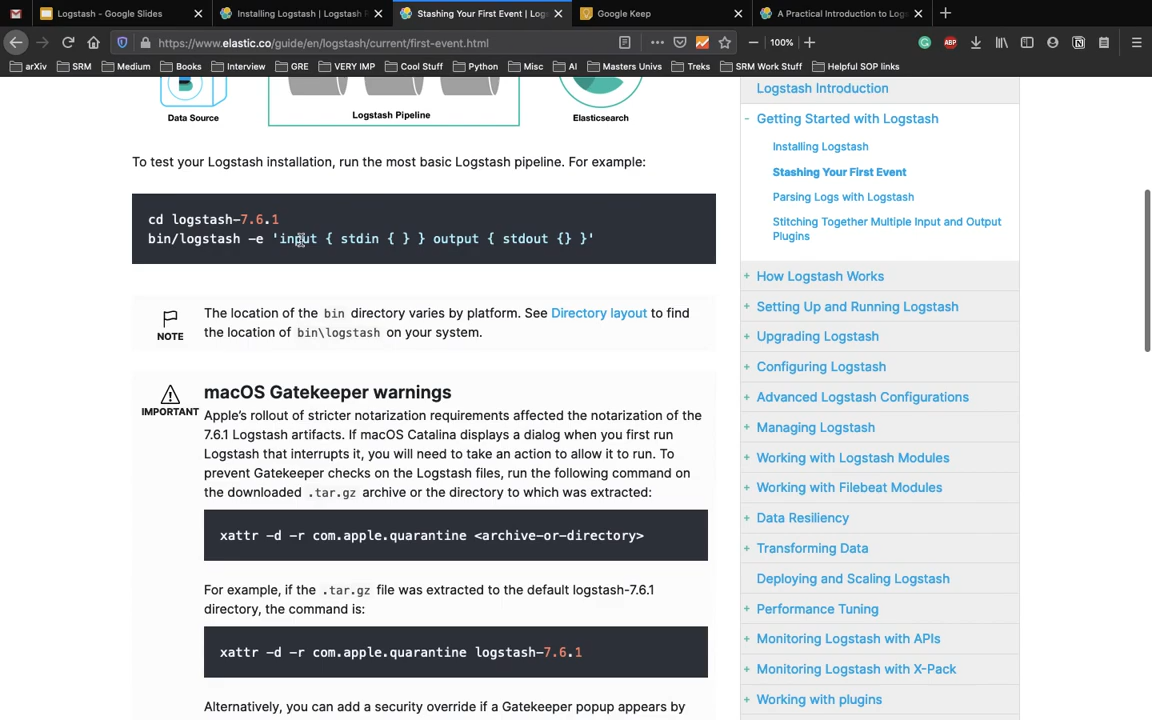 Logstash - Google Slides
Installing Logstash | Logstash R
Stashing Your First Event | Log
Google Keep
A Practical Introduction to Log
https://www.elastic.co/guide/en/logstash/current/first-event.html
100%
ABP
arXiv
SRM
Medium
Books
Interview
GRE
VERY IMP
Cool Stuff
Python
Misc
AI
Masters Univs
Treks
SRM Work Stuff
Helpful SOP links
Data Source
Logstash Pipeline
Elasticsearch
To test your Logstash installation, run the most basic Logstash pipeline. For example:
cd logstash-7.6.1
bin/logstash -e 'input { stdin { } } output { stdout {} }'
NOTE
The location of the bin directory varies by platform. See Directory layout to find
the location of bin\logstash on your system.
IMPORTANT
macOS Gatekeeper warnings
Apple's rollout of stricter notarization requirements affected the notarization of the
7.6.1 Logstash artifacts. If macOS Catalina displays a dialog when you first run
Logstash that interrupts it, you will need to take an action to allow it to run. To
prevent Gatekeeper checks on the Logstash files, run the following command on
the downloaded .tar.gz archive or the directory to which was extracted:
xattr -d -r com.apple.quarantine <archive-or-directory>
For example, if the .tar.gz file was extracted to the default logstash-7.6.1
directory, the command is:
xattr -d -r com.apple.quarantine logstash-7.6.1
Alternatively, you can add a security override if a Gatekeeper popup appears by
Logstash Introduction
Getting Started with Logstash
Installing Logstash
Stashing Your First Event
Parsing Logs with Logstash
Stitching Together Multiple Input and Output
Plugins
How Logstash Works
Setting Up and Running Logstash
Upgrading Logstash
Configuring Logstash
Advanced Logstash Configurations
Managing Logstash
Working with Logstash Modules
Working with Filebeat Modules
Data Resiliency
Transforming Data
Deploying and Scaling Logstash
Performance Tuning
Monitoring Logstash with APIs
Monitoring Logstash with X-Pack
Working with plugins